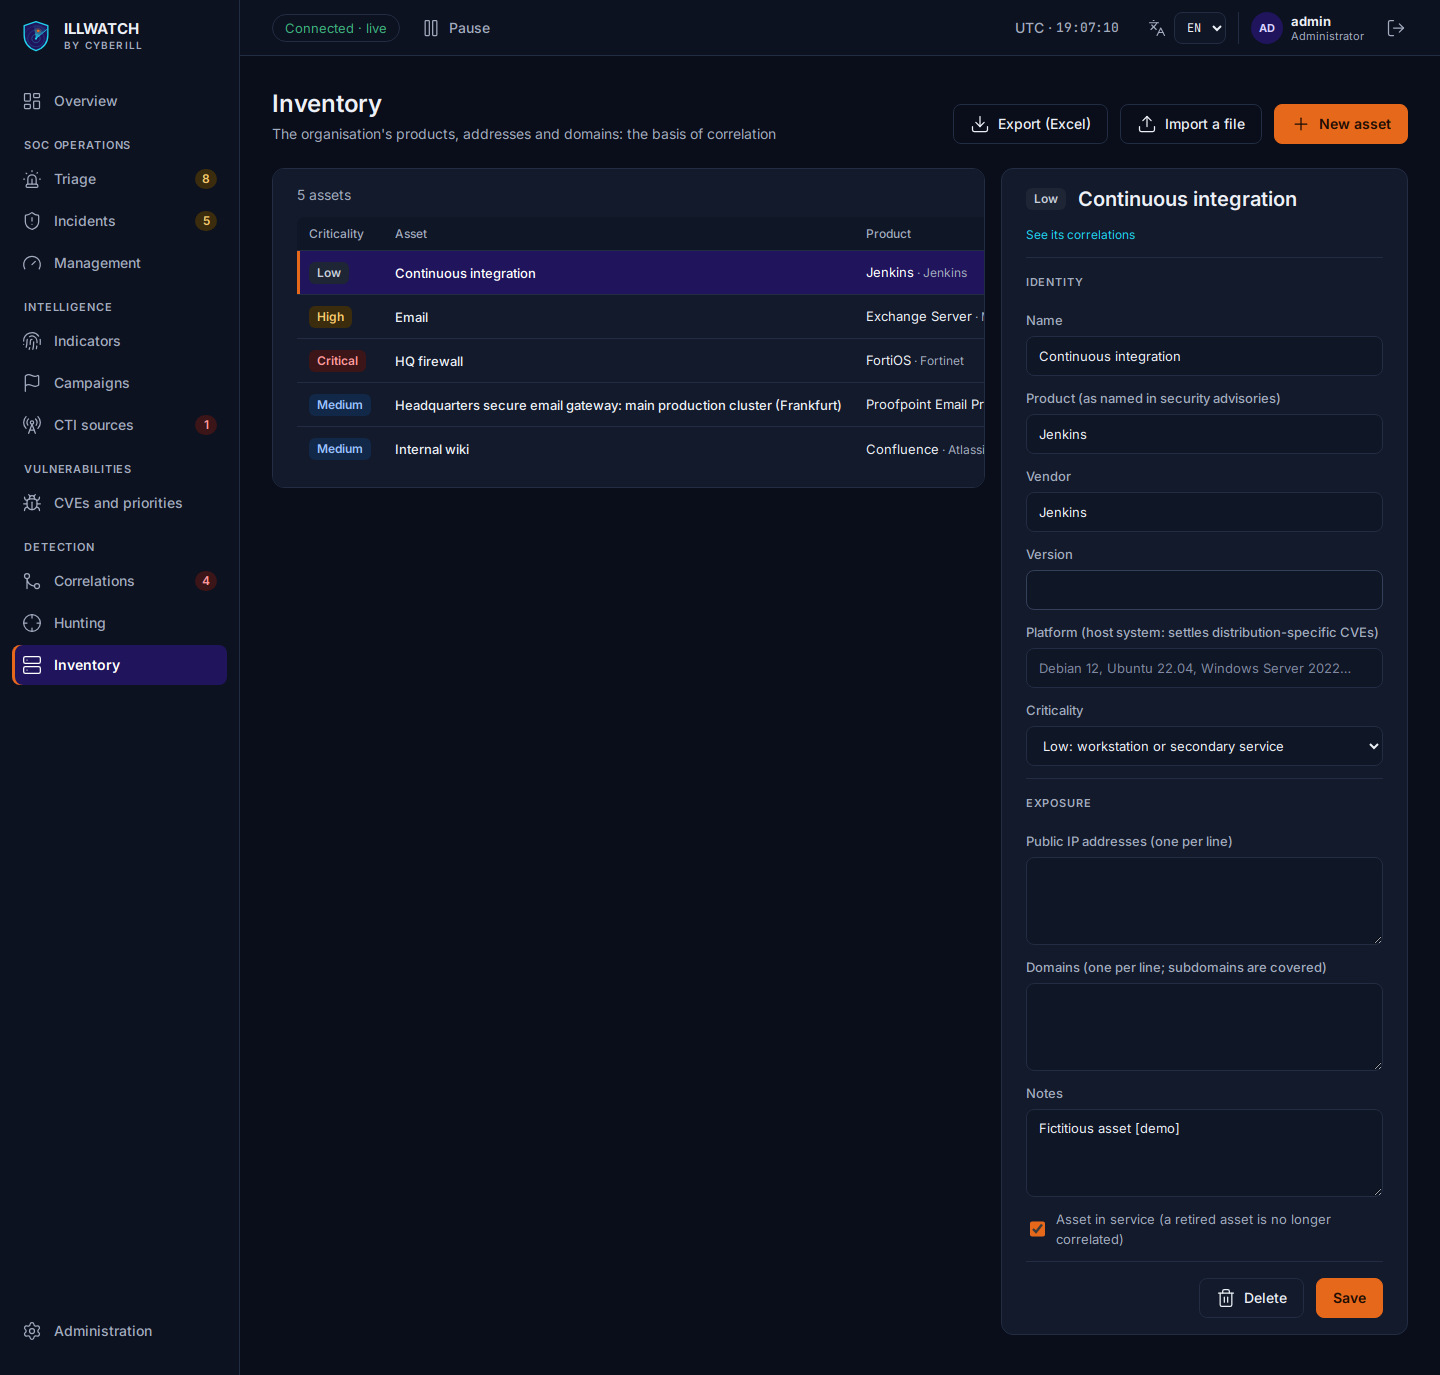 ILLWATCH
BY CYBERILL
Overview
SOC OPERATIONS
Triage 8
Incidents 5
Management
INTELLIGENCE
Indicators
Campaigns
CTI sources 1
VULNERABILITIES
CVEs and priorities
DETECTION
Correlations 4
Hunting
Inventory
Administration
Connected · live
Pause
UTC · 19:07:10
EN
AD
admin
Administrator
Inventory
The organisation's products, addresses and domains: the basis of correlation
Export (Excel)
Import a file
New asset
5 assets
Criticality Asset Product
Low Continuous integration Jenkins · Jenkins
High Email Exchange Server ·
Critical HQ firewall FortiOS · Fortinet
Medium Headquarters secure email gateway: main production cluster (Frankfurt) Proofpoint Email Pr
Medium Internal wiki Confluence · Atlassi
Low Continuous integration
See its correlations
IDENTITY
Name
Continuous integration
Product (as named in security advisories)
Jenkins
Vendor
Jenkins
Version
Platform (host system: settles distribution-specific CVEs)
Debian 12, Ubuntu 22.04, Windows Server 2022...
Criticality
Low: workstation or secondary service
EXPOSURE
Public IP addresses (one per line)
Domains (one per line; subdomains are covered)
Notes
Fictitious asset [demo]
Asset in service (a retired asset is no longer
correlated)
Delete
Save